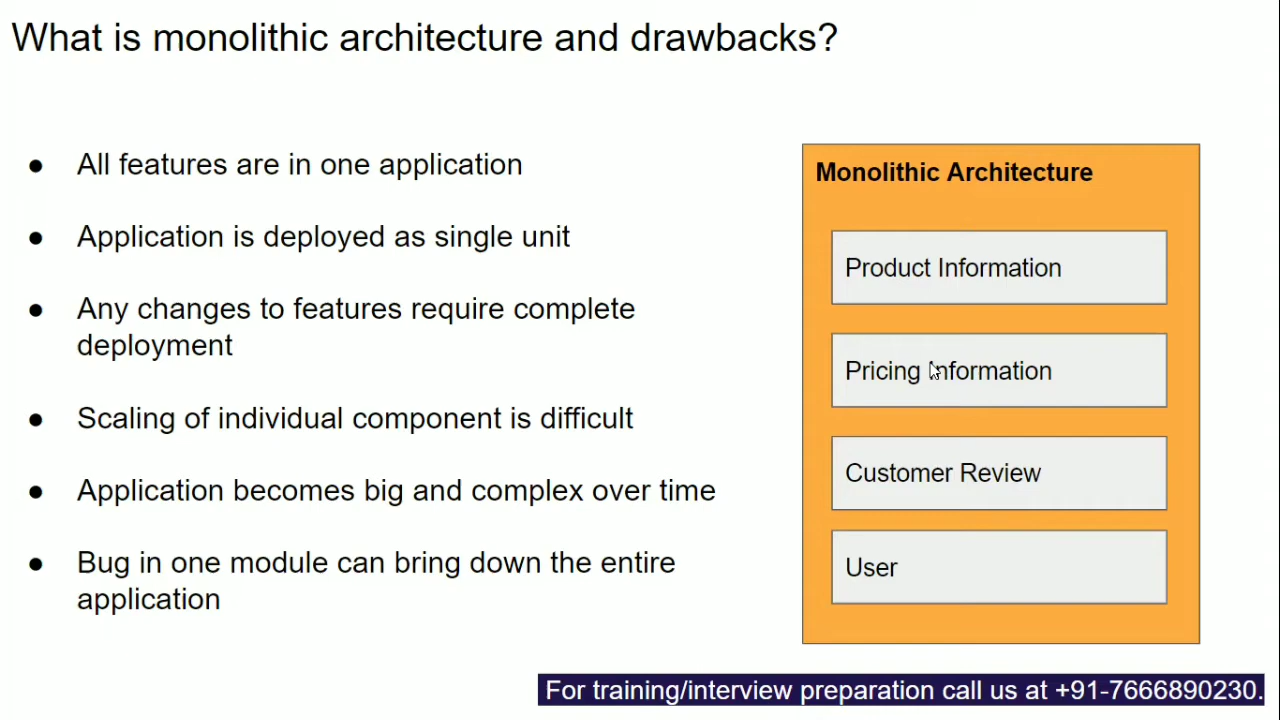 What is monolithic architecture and drawbacks?
● All features are in one application
● Application is deployed as single unit
● Any changes to features require complete
deployment
● Scaling of individual component is difficult
● Application becomes big and complex over time
● Bug in one module can bring down the entire
application
Monolithic Architecture
Product Information
Pricing Information
Customer Review
User
For training/interview preparation call us at +91-7666890230.